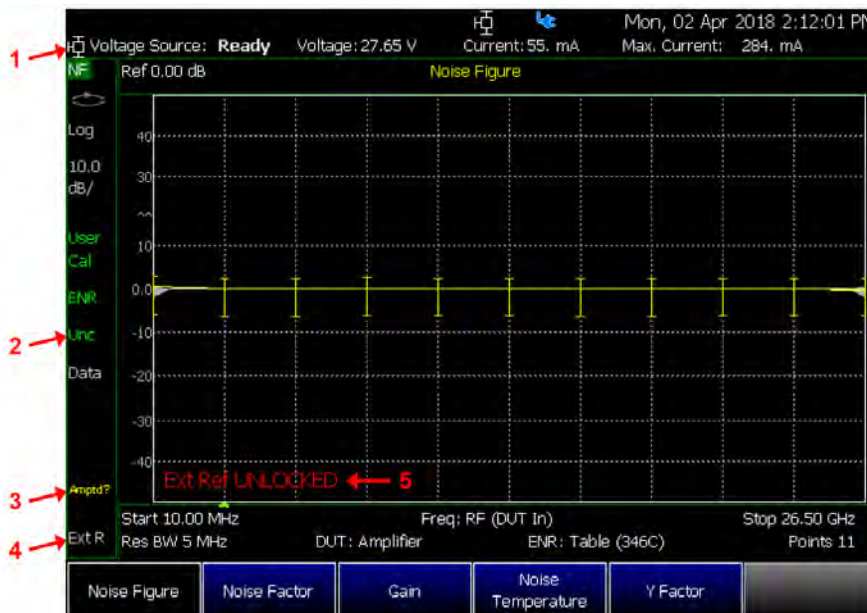 Mon, 02 Apr 2018 2:12:01 PM
1
Voltage Source: Ready Voltage: 27.65 V Current: 55. mA Max. Current: 284. mA
NF Ref 0.00 dB Noise Figure
Log
10.0
dB/
User
Cal
ENR
2
Unc
Data
3
Amptd?
4
Ext R
40
30
^^
10
0.0
-10
-20
-30
-40
Ext Ref UNLOCKED
5
Start 10.00 MHz Freq: RF (DUT In) Stop 26.50 GHz
Res BW 5 MHz DUT: Amplifier ENR: Table (346C) Points 11
Noise Figure
Noise Factor
Gain
Noise
Temperature
Y Factor